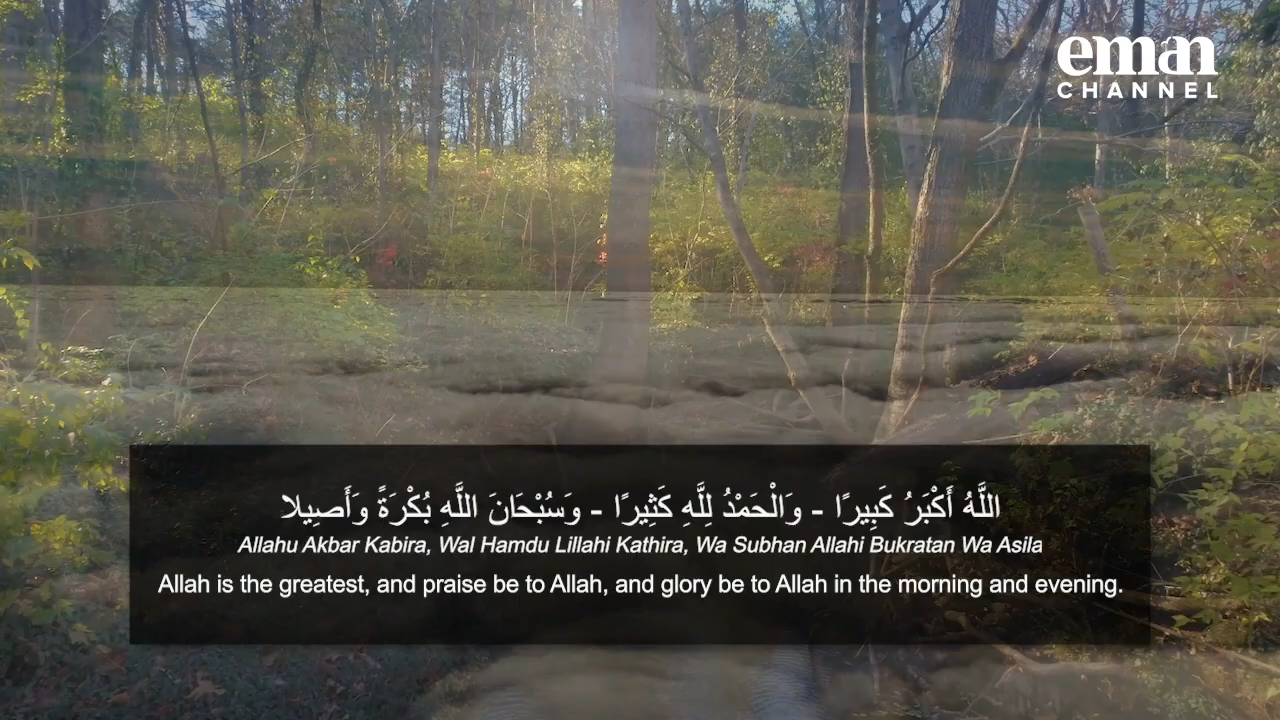 eman
CHANNEL
اللَّهُ أَكْبَرُ كَبِيرًا - وَالْحَمْدُ لِلَّهِ كَثِيرًا - وَسُبْحَانَ اللَّهِ بُكْرَةً وَأَصِيلا
Allahu Akbar Kabira, Wal Hamdu Lillahi Kathira, Wa Subhan Allahi Bukratan Wa Asila
Allah is the greatest, and praise be to Allah, and glory be to Allah in the morning and evening.